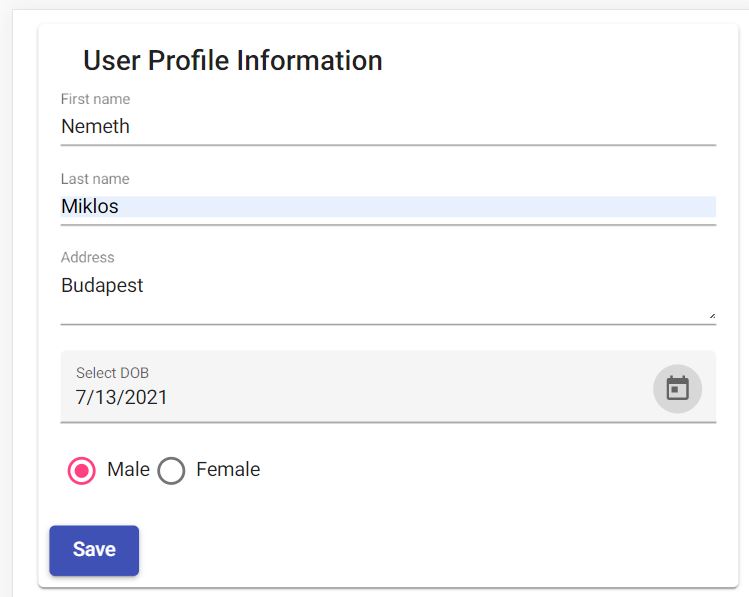 User Profile Information
First name
Nemeth
Last name
Miklos
Address
Budapest
Select DOB
7/13/2021
Male Female
Save